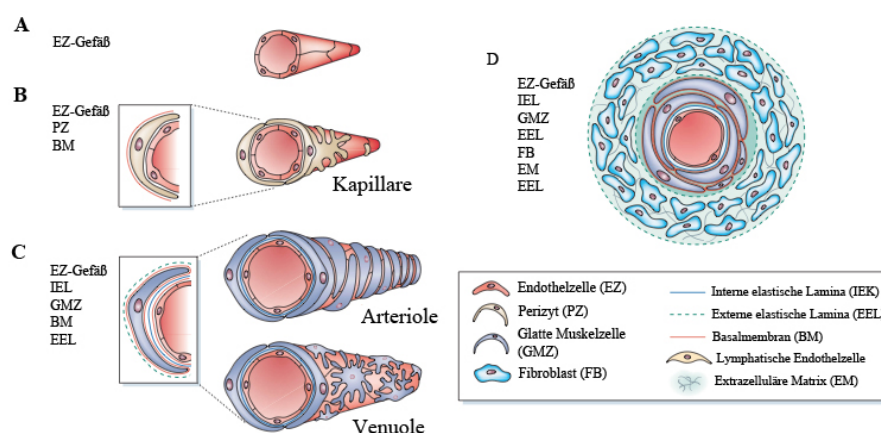 A
EZ-Gefäß
B
EZ-Gefäß
PZ
BM
Kapillare
C
EZ-Gefäß
IEL
GMZ
BM
EEL
Arteriole
Venuole
D
EZ-Gefäß
IEL
GMZ
EEL
FB
EM
EEL
Endothelzelle (EZ)
Perizyt (PZ)
Glatte Muskelzelle
(GMZ)
Fibroblast (FB)
Interne elastische Lamina (IEK)
Externe elastische Lamina (EEL
Basalmembran (BM)
Lymphatische Endothelzelle
Extrazelluläre Matrix (EM)